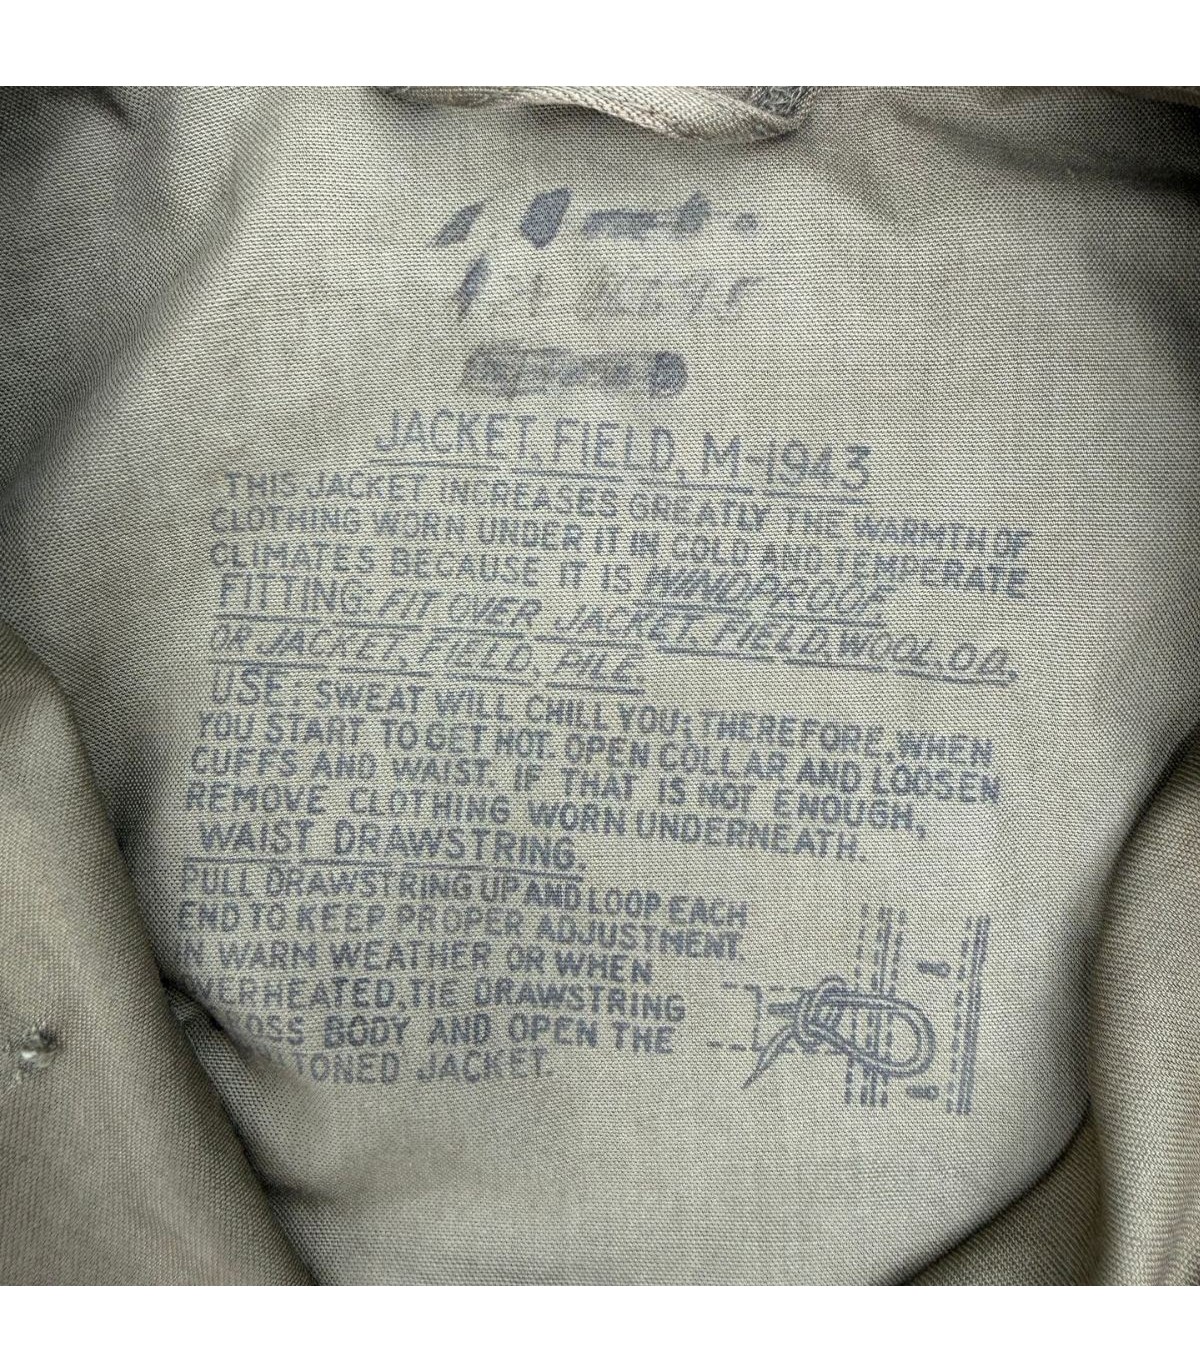 JACKET, FIELD, M-1943
THIS JACKET INCREASES GREATLY THE WARMTH OF
CLOTHING WORN UNDER IT IN COLD AND TEMPERATE
CLIMATES BECAUSE IT IS WINDPROOF.
FITTING: FIT OVER JACKET, FIELD, WOOL, O.D.
OR JACKET, FIELD, PILE.
USE: SWEAT WILL CHILL YOU; THEREFORE, WHEN
YOU START TO GET HOT. OPEN COLLAR AND LOOSEN
CUFFS AND WAIST. IF THAT IS NOT ENOUGH,
REMOVE CLOTHING WORN UNDERNEATH.
WAIST DRAWSTRING.
PULL DRAWSTRING UP AND LOOP EACH
END TO KEEP PROPER ADJUSTMENT.
IN WARM WEATHER OR WHEN
VERHEATED, TIE DRAWSTRING
OSS BODY AND OPEN THE
TONED JACKET.